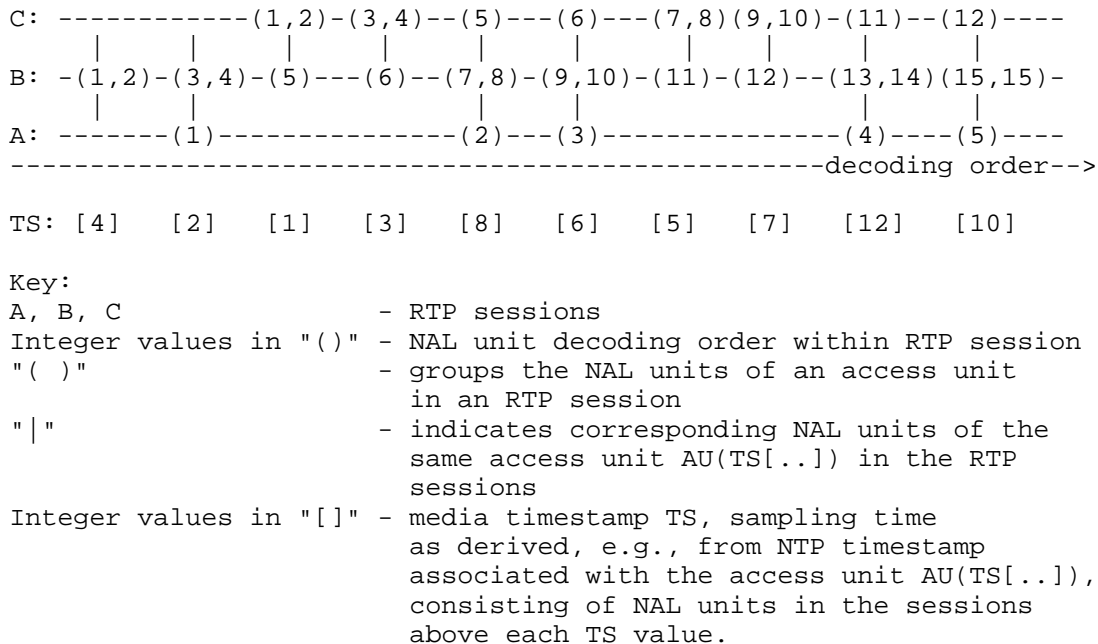 C: ------------(1,2)-(3,4)--(5)---(6)---(7,8)(9,10)-(11)--(12)----
     |     |     |     |     |     |      |    |     |      |
B: -(1,2)-(3,4)-(5)---(6)--(7,8)-(9,10)-(11)-(12)--(13,14)(15,15)-
     |     |                 |     |                 |      |
A: -------(1)---------------(2)---(3)---------------(4)----(5)----
---------------------------------------------------decoding order-->
TS: [4]   [2]   [1]   [3]   [8]   [6]   [5]   [7]   [12]   [10]
Key:
A, B, C                - RTP sessions
Integer values in "()" - NAL unit decoding order within RTP session
"( )"                  - groups the NAL units of an access unit
                         in an RTP session
"|"                    - indicates corresponding NAL units of the
                         same access unit AU(TS[..]) in the RTP
                         sessions
Integer values in "[]" - media timestamp TS, sampling time
                         as derived, e.g., from NTP timestamp
                         associated with the access unit AU(TS[..]),
                         consisting of NAL units in the sessions
                         above each TS value.